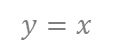 y = x